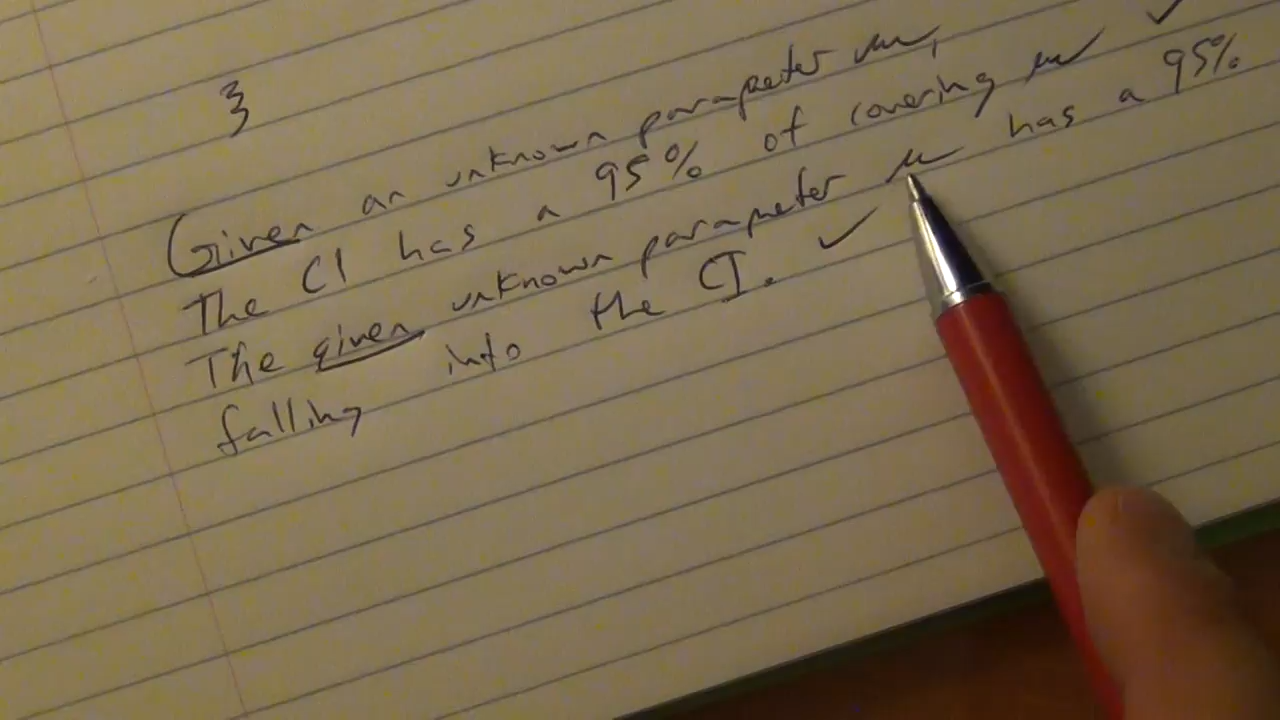 3
Given an unknown parameter μ,
The CI has a 95% of covering μ ✓
The given unknown parameter μ has a 95%
falling into the CI. ✓